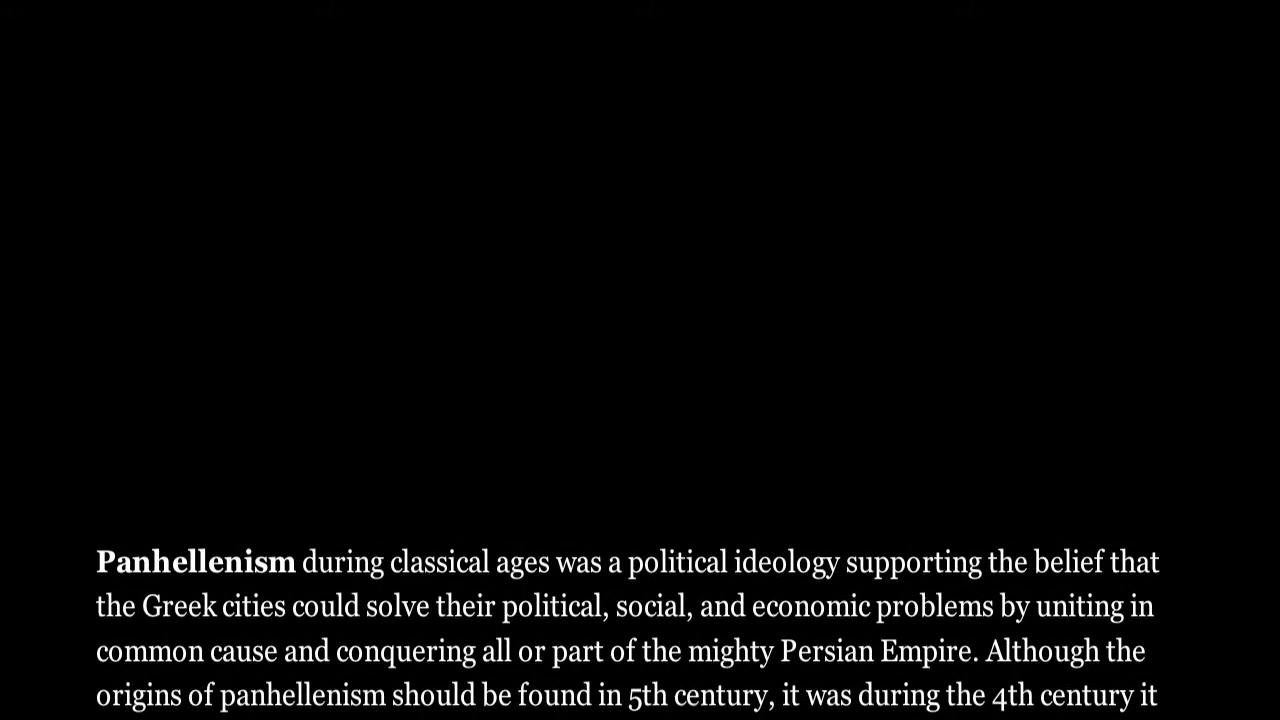 Panhellenism during classical ages was a political ideology supporting the belief that
the Greek cities could solve their political, social, and economic problems by uniting in
common cause and conquering all or part of the mighty Persian Empire. Although the
origins of panhellenism should be found in 5th century, it was during the 4th century it